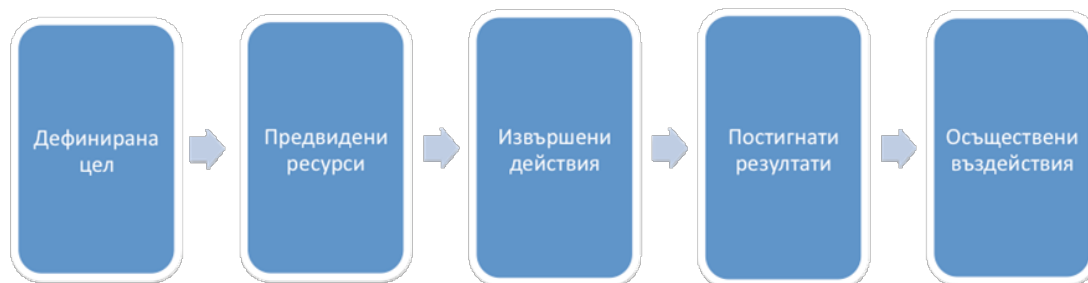 Дефинирана
цел
Предвидени
ресурси
Извършени
действия
Постигнати
резултати
Осъществени
въздействия